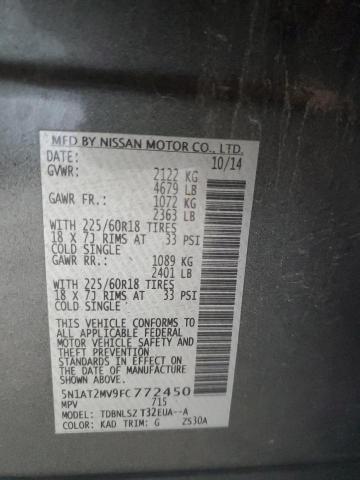 MFD BY NISSAN MOTOR CO., LTD.
DATE: 10/14
GVWR: 2122 KG
4679 LB
GAWR FR: 1072 KG
2363 LB
WITH 225/60R18 TIRES
18 X 7J RIMS AT 33 PSI
COLD SINGLE
GAWR RR: 1089 KG
2401 LB
WITH 225/60R18 TIRES
18 X 7J RIMS AT 33 PSI
COLD SINGLE
THIS VEHICLE CONFORMS TO
ALL APPLICABLE FEDERAL
MOTOR VEHICLE SAFETY AND
THEFT PREVENTION STANDARDS
IN EFFECT ON THE
DATE OF MANUFACTURE
5N1AT2MV9FC772450
MPV 715
MODEL: TDBNLSZ T32EUA--A
COLOR: KAD TRIM: G ZS30A